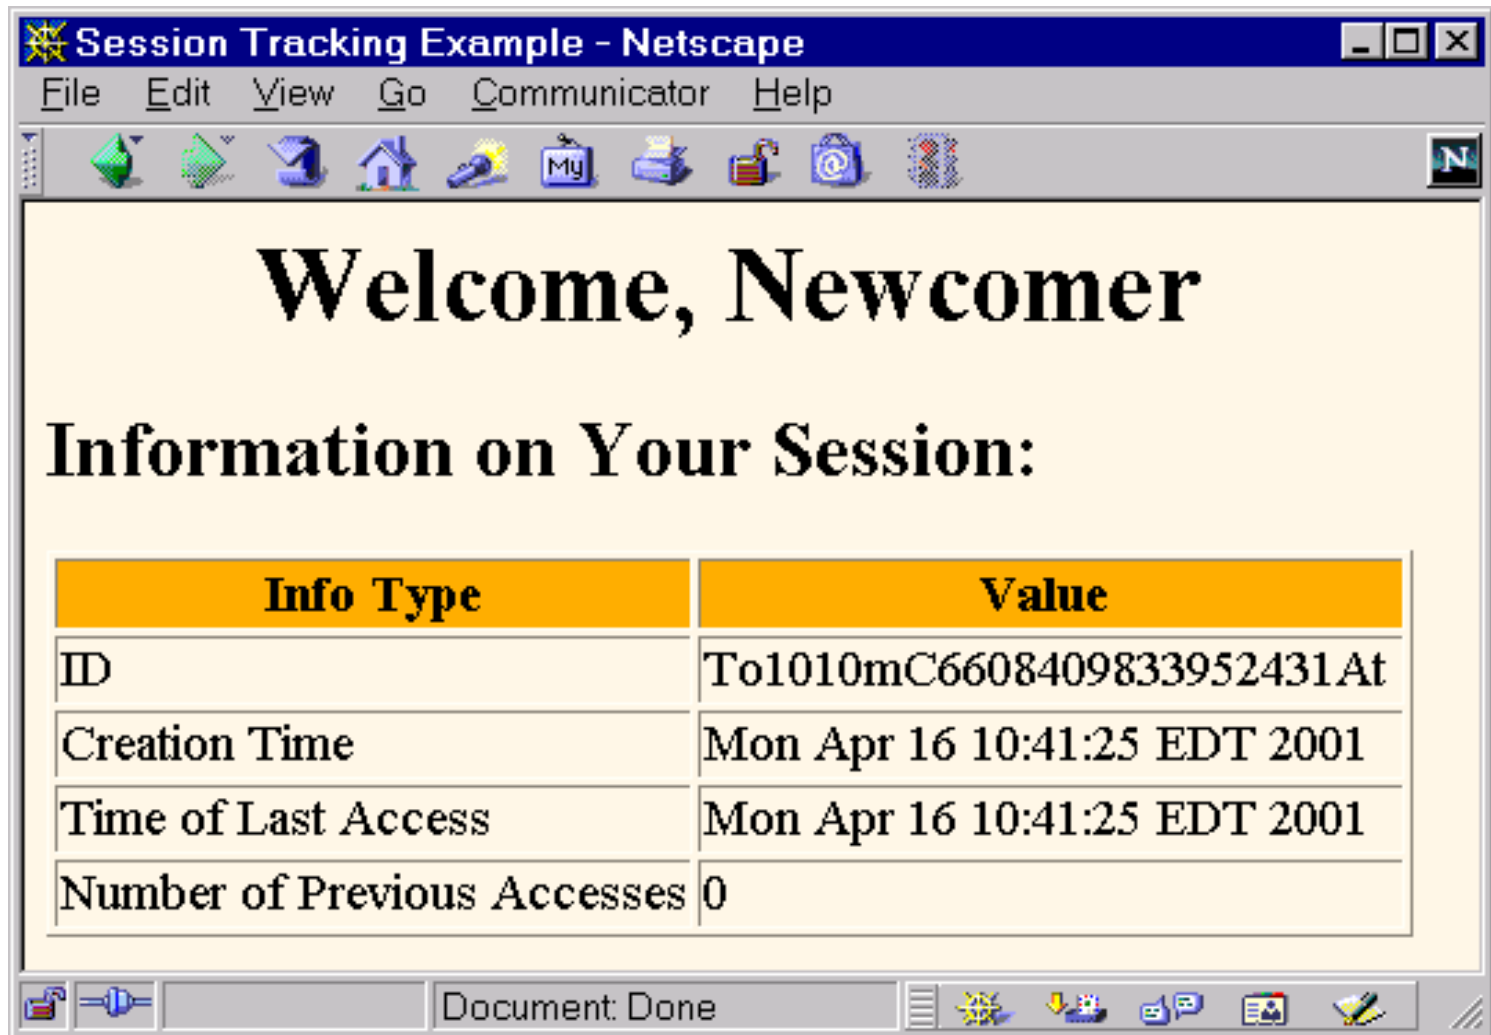 Session Tracking Example - Netscape
File Edit View Go Communicator Help
My
N
Welcome, Newcomer
Information on Your Session:
Info Type Value
ID To1010mC6608409833952431At
Creation Time Mon Apr 16 10:41:25 EDT 2001
Time of Last Access Mon Apr 16 10:41:25 EDT 2001
Number of Previous Accesses 0
Document: Done